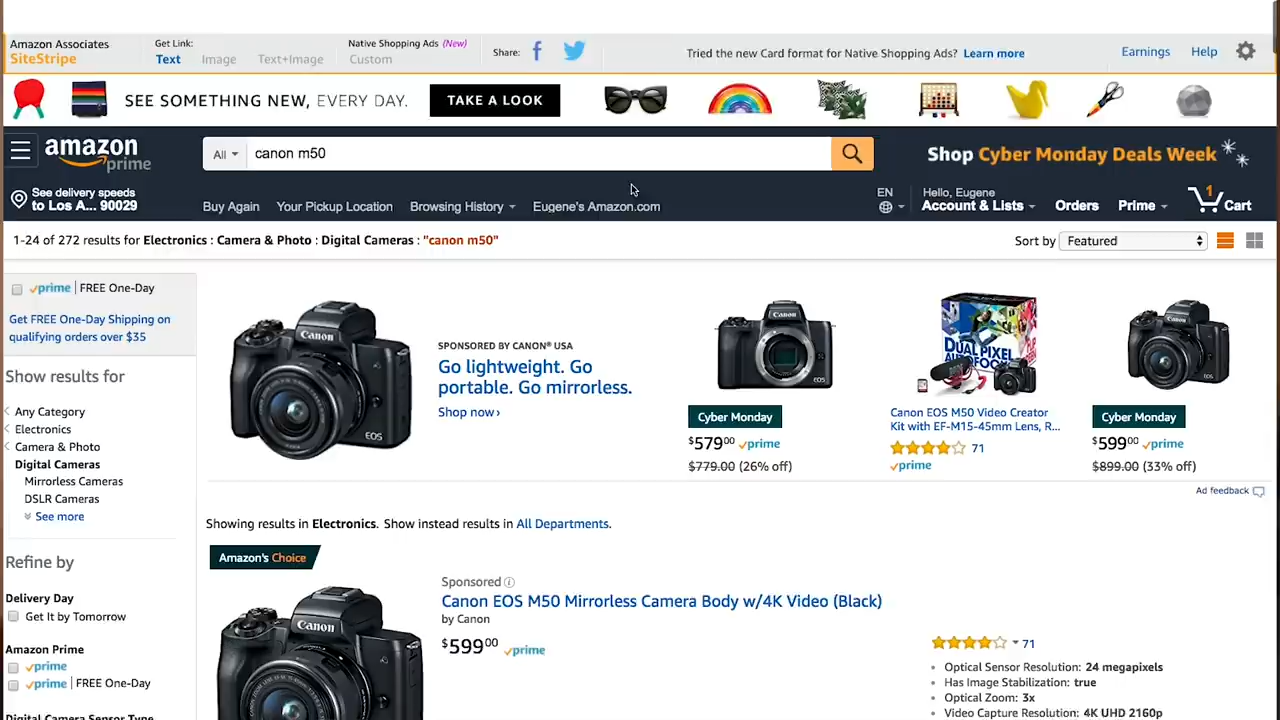 Amazon Associates
SiteStripe
Get Link:
Text Image Text+Image
Native Shopping Ads (New)
Custom
Share:
Tried the new Card format for Native Shopping Ads? Learn more
Earnings Help
SEE SOMETHING NEW, EVERY DAY. TAKE A LOOK
amazon
prime
All
canon m50
Shop Cyber Monday Deals Week
See delivery speeds
to Los A... 90029
Buy Again Your Pickup Location Browsing History Eugene's Amazon.com
EN
Hello, Eugene
Account & Lists Orders Prime 1 Cart
1-24 of 272 results for Electronics : Camera & Photo : Digital Cameras : "canon m50"
Sort by Featured
prime | FREE One-Day
Get FREE One-Day Shipping on
qualifying orders over $35
Show results for
Any Category
Electronics
Camera & Photo
Digital Cameras
Mirrorless Cameras
DSLR Cameras
See more
Refine by
Delivery Day
Get It by Tomorrow
Amazon Prime
prime
prime | FREE One-Day
Digital Camera Sensor Type
Canon
EOS
SPONSORED BY CANON® USA
Go lightweight. Go
portable. Go mirrorless.
Shop now ›
Canon
EOS
Cyber Monday
$579.00 prime
$779.00 (26% off)
DUAL PIXEL
AUTOFOCUS
Canon EOS M50 Video Creator
Kit with EF-M15-45mm Lens, R...
71
prime
Canon
EOS
Cyber Monday
$599.00 prime
$899.00 (33% off)
Ad feedback
Showing results in Electronics. Show instead results in All Departments.
Amazon's Choice
Canon
Sponsored
Canon EOS M50 Mirrorless Camera Body w/4K Video (Black)
by Canon
$599.00 prime
71
Optical Sensor Resolution: 24 megapixels
Has Image Stabilization: true
Optical Zoom: 3x
Video Capture Resolution: 4K UHD 2160p